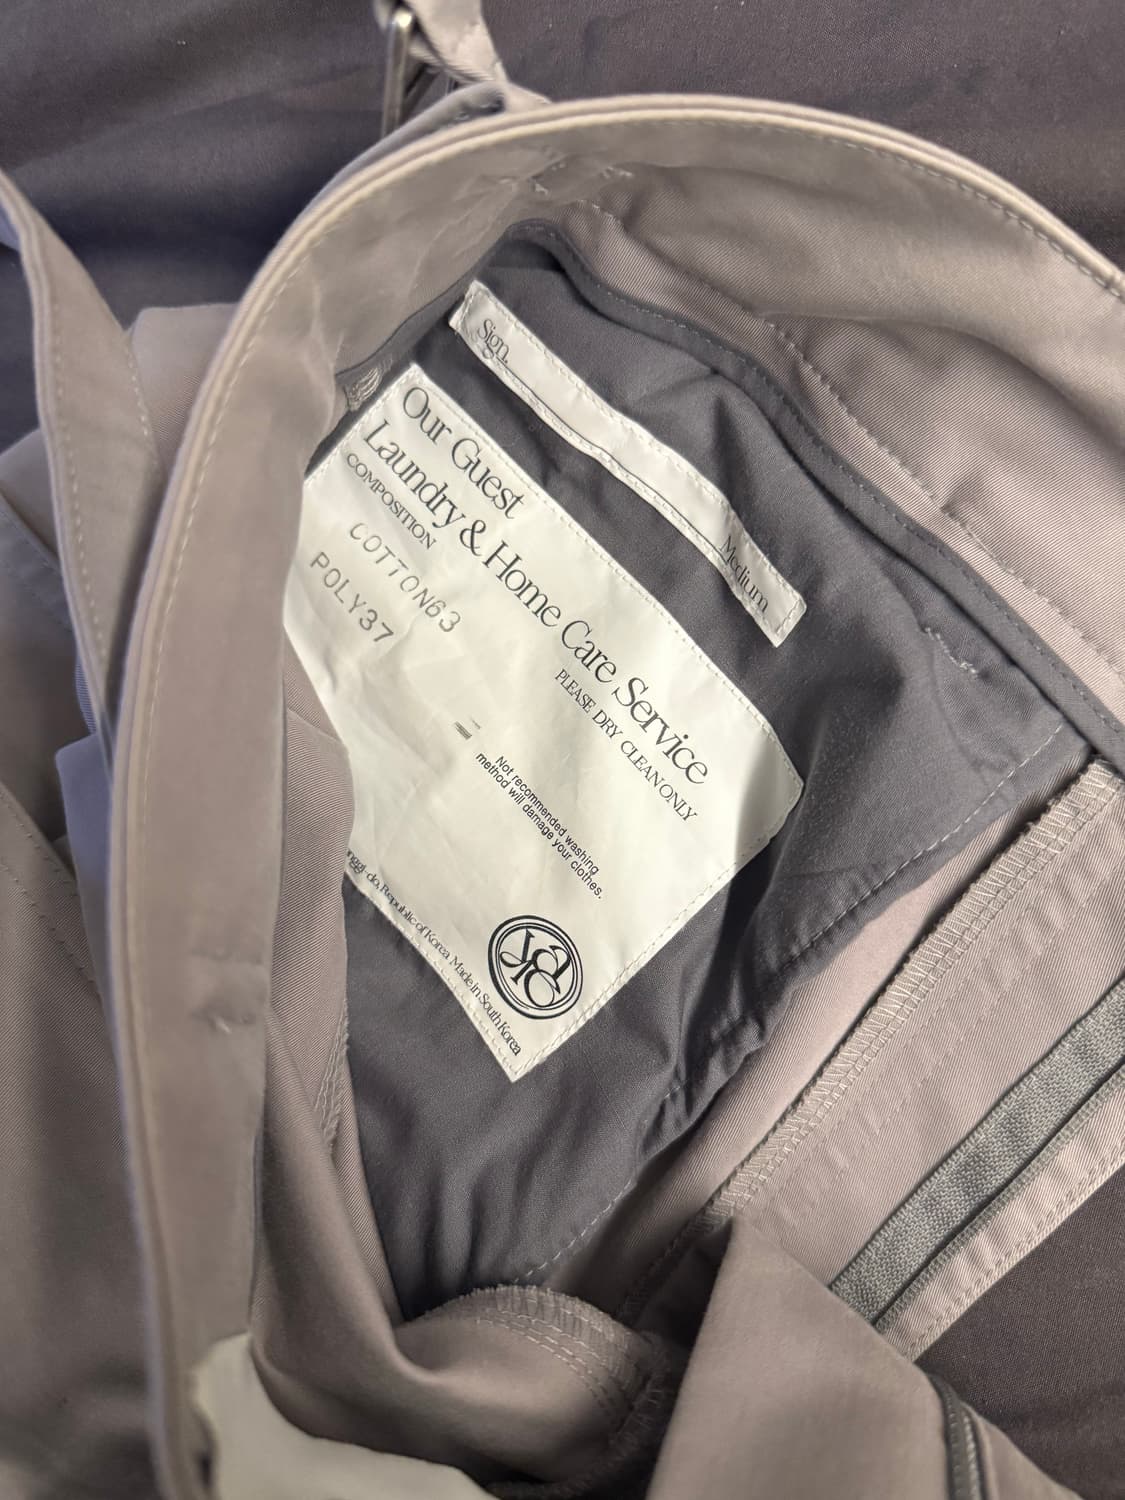 Sign.
Medium
Our Guest
Laundry & Home Care Service
COMPOSITION
PLEASE DRY CLEAN ONLY
COTTON63
POLY37
Not recommended washing
method will damage your clothes.
Republic of Korea Made in South Korea